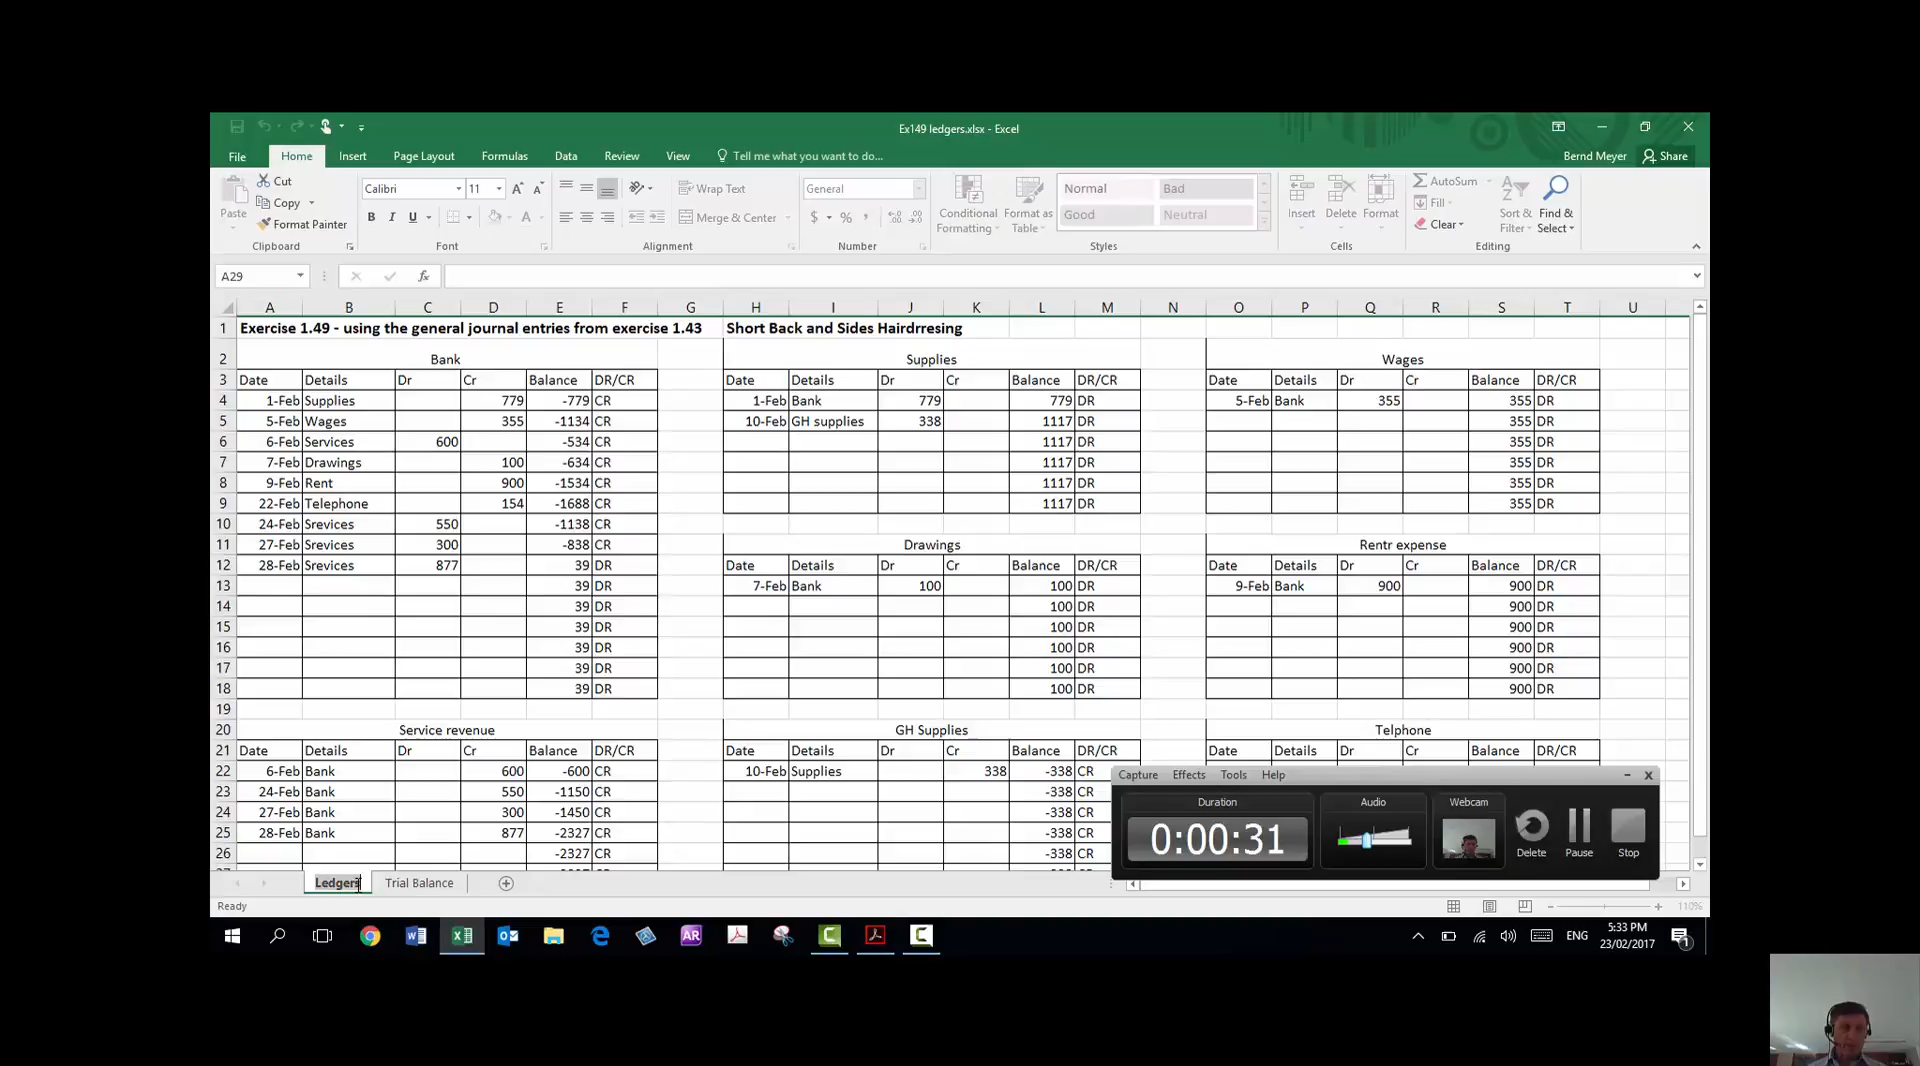 Ex149 ledgers.xlsx - Excel
File Home Insert Page Layout Formulas Data Review View Tell me what you want to do... Bernd Meyer Share
Paste Cut Copy Format Painter Clipboard
Calibri 11 B I U Font
Wrap Text Merge & Center Alignment
General $ % , Number
Conditional Formatting Format as Table Normal Bad Good Neutral Styles
Insert Delete Format Cells
AutoSum Fill Clear Sort & Filter Find & Select Editing
A29 fx
A B C D E F G H I J K L M N O P Q R S T U
1 Exercise 1.49 - using the general journal entries from exercise 1.43 Short Back and Sides Hairdrresing
2 Bank Supplies Wages
3 Date Details Dr Cr Balance DR/CR Date Details Dr Cr Balance DR/CR Date Details Dr Cr Balance DR/CR
4 1-Feb Supplies 779 -779 CR 1-Feb Bank 779 779 DR 5-Feb Bank 355 355 DR
5 5-Feb Wages 355 -1134 CR 10-Feb GH supplies 338 1117 DR 355 DR
6 6-Feb Services 600 -534 CR 1117 DR 355 DR
7 7-Feb Drawings 100 -634 CR 1117 DR 355 DR
8 9-Feb Rent 900 -1534 CR 1117 DR 355 DR
9 22-Feb Telephone 154 -1688 CR 1117 DR 355 DR
10 24-Feb Srevices 550 -1138 CR
11 27-Feb Srevices 300 -838 CR Drawings Rentr expense
12 28-Feb Srevices 877 39 DR Date Details Dr Cr Balance DR/CR Date Details Dr Cr Balance DR/CR
13 39 DR 7-Feb Bank 100 100 DR 9-Feb Bank 900 900 DR
14 39 DR 100 DR 900 DR
15 39 DR 100 DR 900 DR
16 39 DR 100 DR 900 DR
17 39 DR 100 DR 900 DR
18 39 DR 100 DR 900 DR
19
20 Service revenue GH Supplies Telphone
21 Date Details Dr Cr Balance DR/CR Date Details Dr Cr Balance DR/CR Date Details Dr Cr Balance DR/CR
22 6-Feb Bank 600 -600 CR 10-Feb Supplies 338 -338 CR
23 24-Feb Bank 550 -1150 CR -338 CR
24 27-Feb Bank 300 -1450 CR -338 CR
25 28-Feb Bank 877 -2327 CR -338 CR
26 -2327 CR -338 CR
Capture Effects Tools Help
Duration Audio Webcam
0:00:31
Delete Pause Stop
Ledgers Trial Balance
Ready 110%
AR ENG 5:33 PM
23/02/2017
1